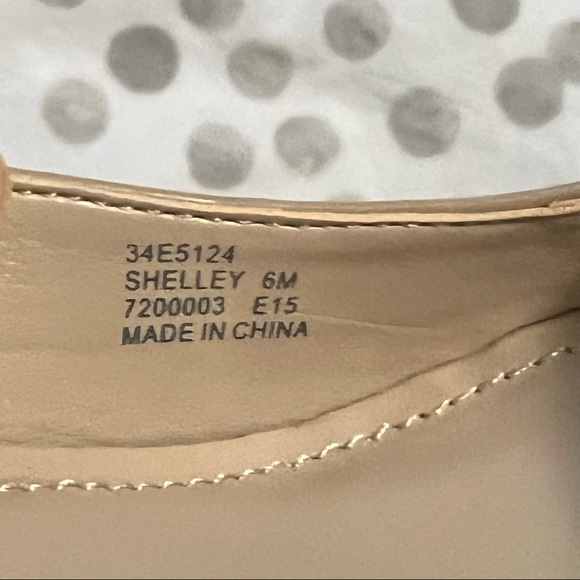 34E5124
SHELLEY 6M
7200003 E15
MADE IN CHINA